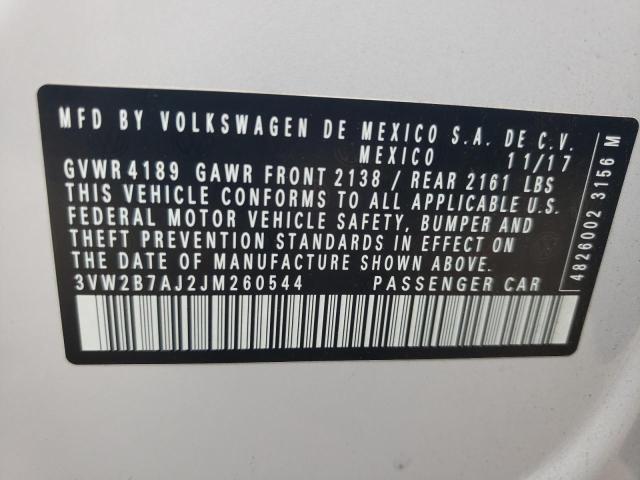 MFD BY VOLKSWAGEN DE MEXICO S.A. DE C.V.
MEXICO 11/17
GVWR 4189 GAWR FRONT 2138 / REAR 2161 LBS
THIS VEHICLE CONFORMS TO ALL APPLICABLE U.S.
FEDERAL MOTOR VEHICLE SAFETY, BUMPER AND
THEFT PREVENTION STANDARDS IN EFFECT ON
THE DATE OF MANUFACTURE SHOWN ABOVE.
3VW2B7AJ2JM260544 PASSENGER CAR
4826002 3156 M